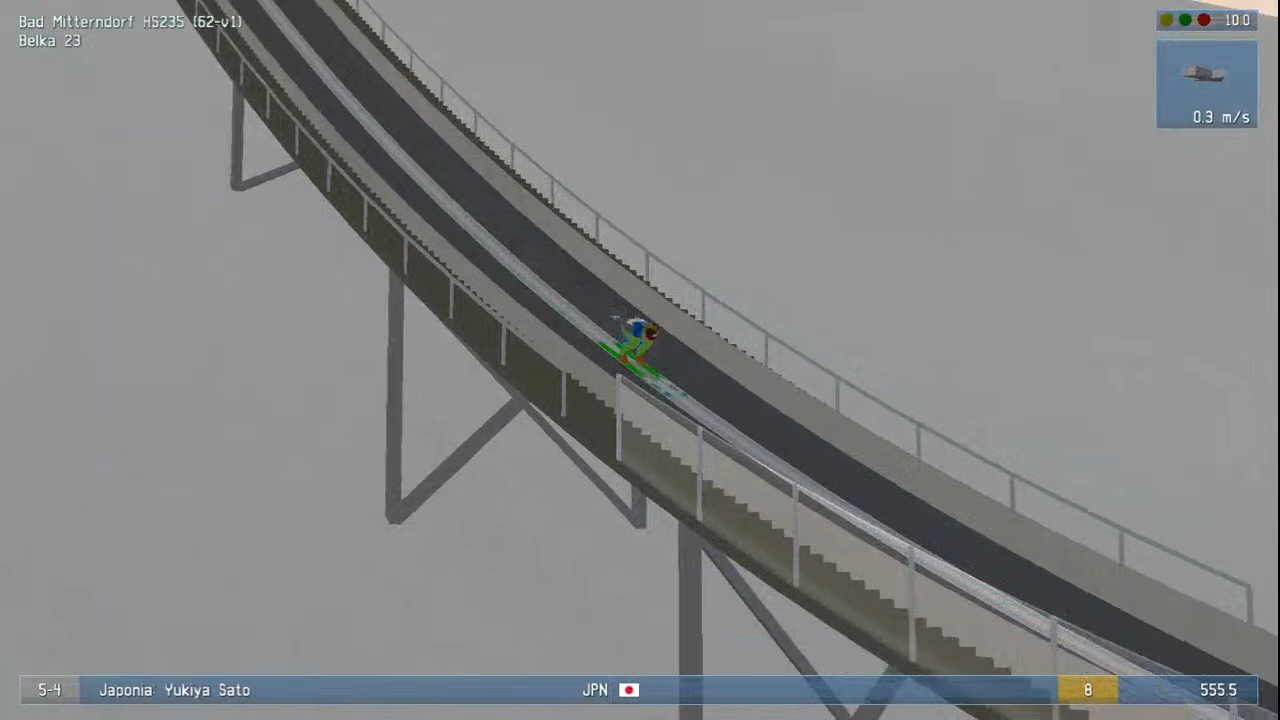 Bad Mitterndorf HS235 (62-v1)
Belka 23
10.0
0.3 m/s
5-4 Japonia: Yukiya Sato JPN 8 555.5